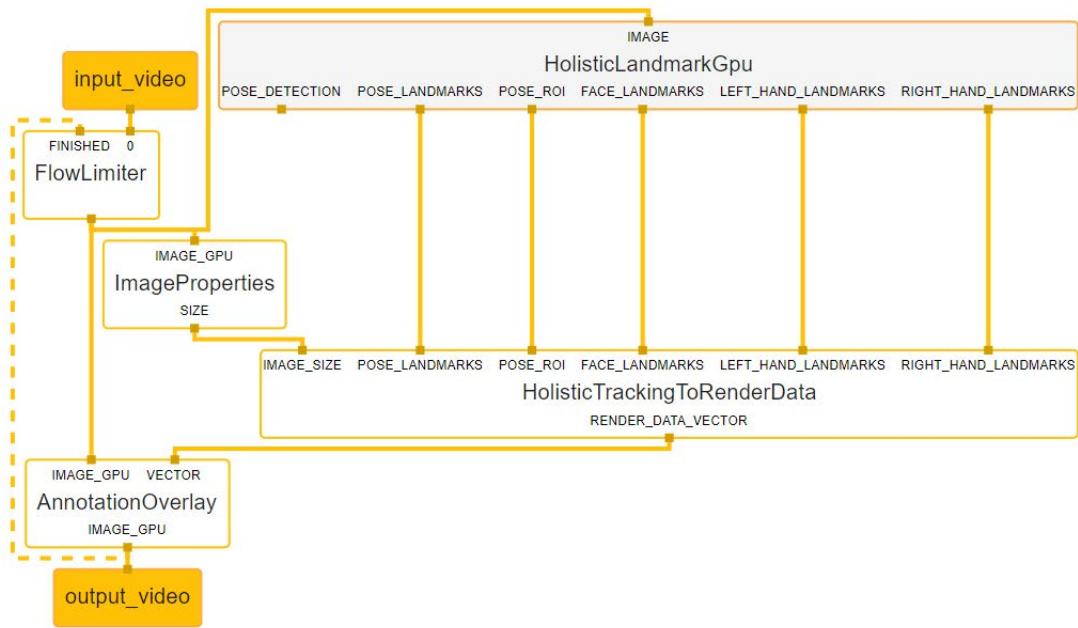 input_video
FINISHED 0
FlowLimiter
IMAGE
HolisticLandmarkGpu
POSE_DETECTION POSE_LANDMARKS POSE_ROI FACE_LANDMARKS LEFT_HAND_LANDMARKS RIGHT_HAND_LANDMARKS
IMAGE_GPU
ImageProperties
SIZE
IMAGE_SIZE POSE_LANDMARKS POSE_ROI FACE_LANDMARKS LEFT_HAND_LANDMARKS RIGHT_HAND_LANDMARKS
HolisticTrackingToRenderData
RENDER_DATA_VECTOR
IMAGE_GPU VECTOR
AnnotationOverlay
IMAGE_GPU
output_video